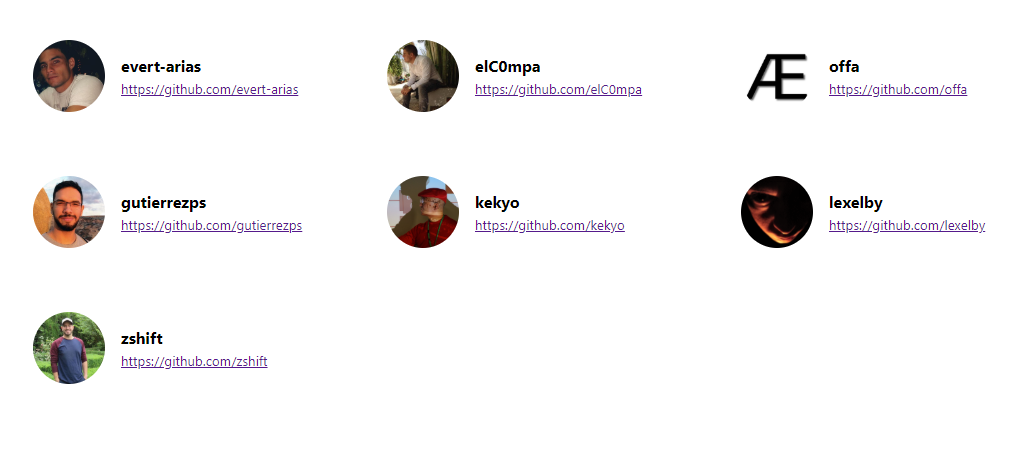 evert-arias
https://github.com/evert-arias
elC0mpa
https://github.com/elC0mpa
Æ
offa
https://github.com/offa
gutierrezps
https://github.com/gutierrezps
kekyo
https://github.com/kekyo
lexelby
https://github.com/lexelby
zshift
https://github.com/zshift